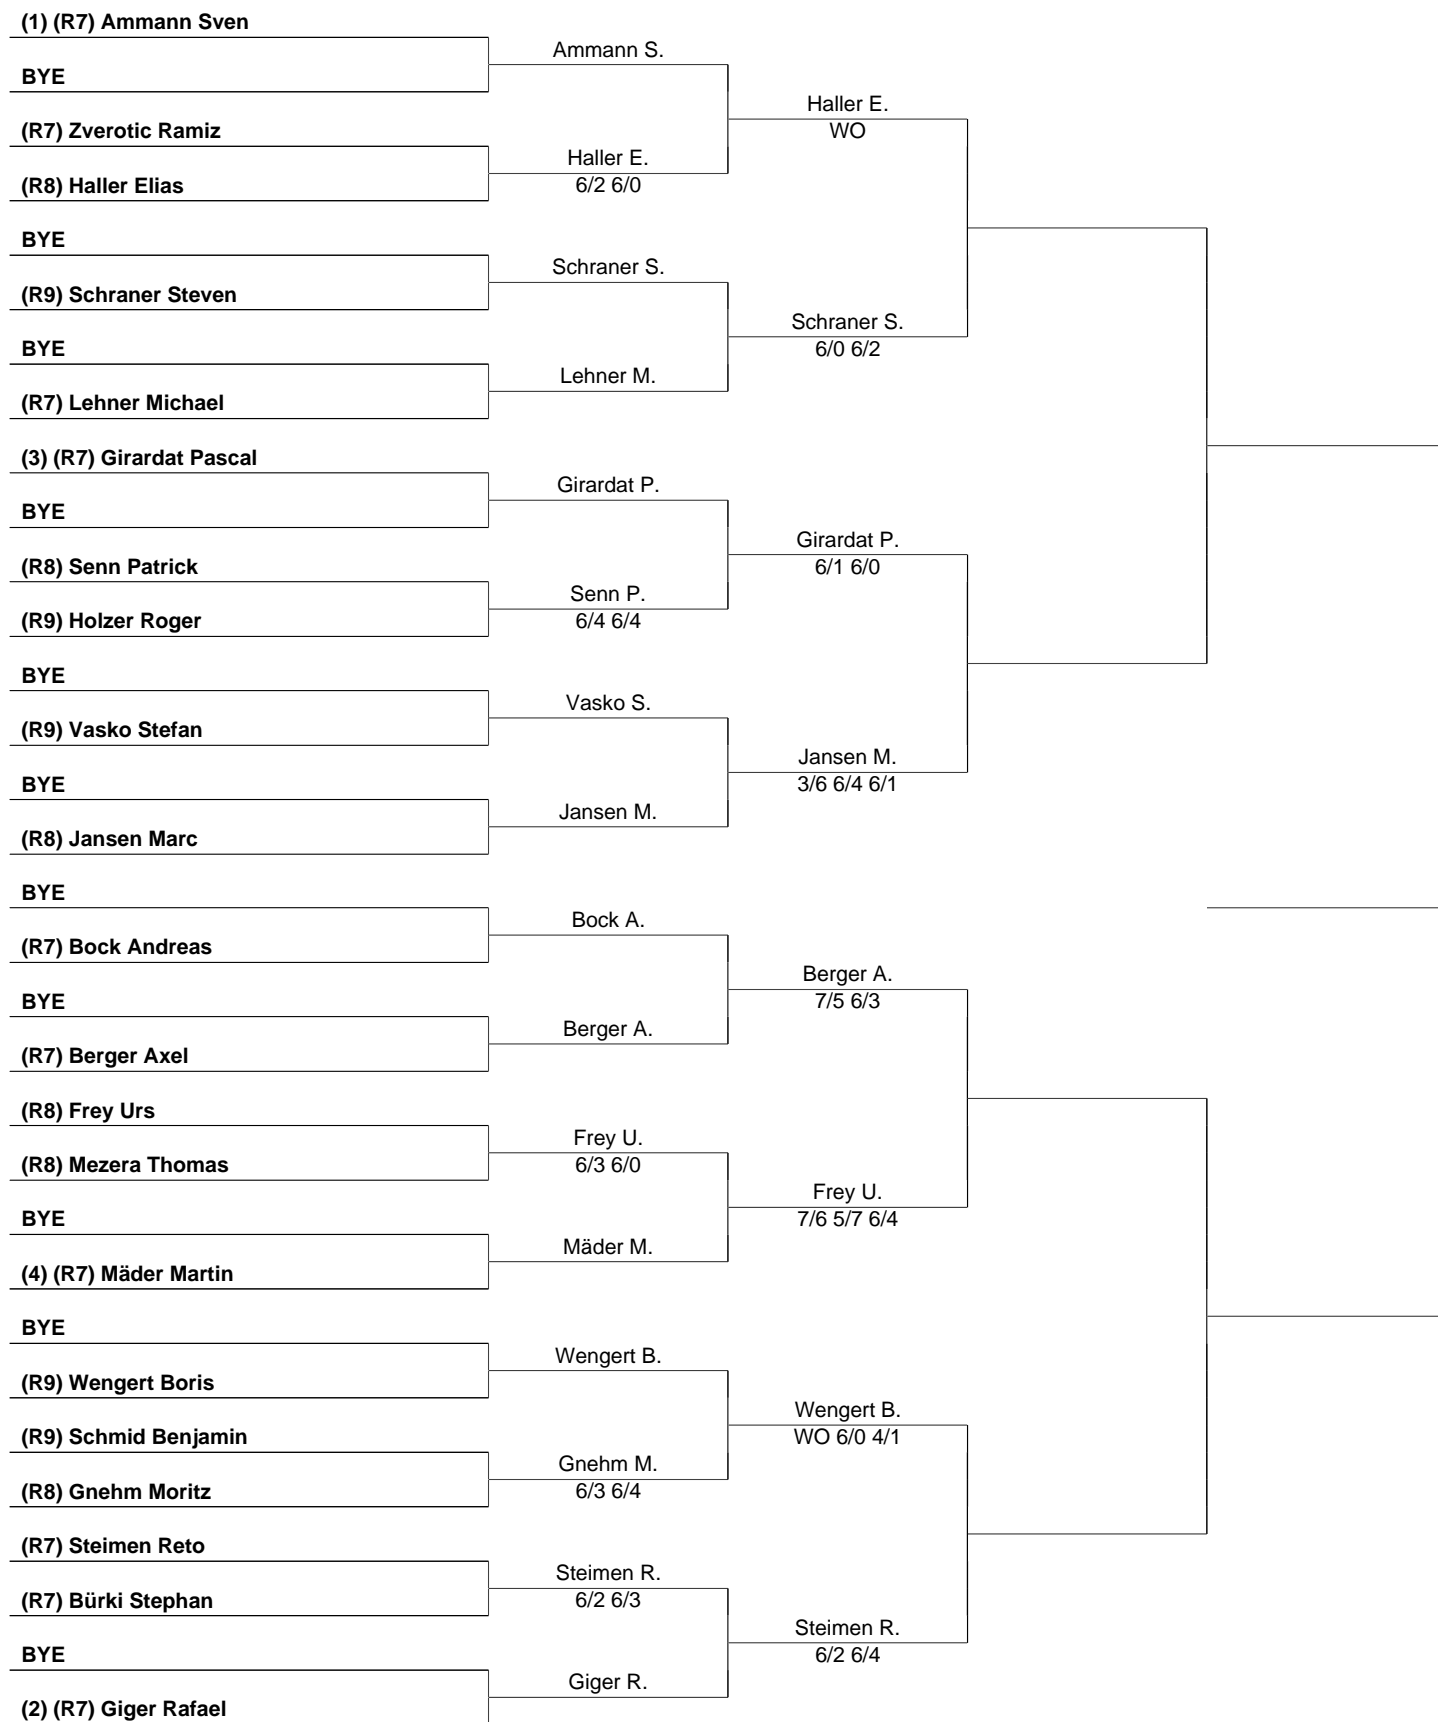 (1) (R7) Ammann Sven
BYE
(R7) Zverotic Ramiz
(R8) Haller Elias
BYE
(R9) Schraner Steven
BYE
(R7) Lehner Michael
(3) (R7) Girardat Pascal
BYE
(R8) Senn Patrick
(R9) Holzer Roger
BYE
(R9) Vasko Stefan
BYE
(R8) Jansen Marc
BYE
(R7) Bock Andreas
BYE
(R7) Berger Axel
(R8) Frey Urs
(R8) Mezera Thomas
BYE
(4) (R7) Mäder Martin
BYE
(R9) Wengert Boris
(R9) Schmid Benjamin
(R8) Gnehm Moritz
(R7) Steimen Reto
(R7) Bürki Stephan
BYE
(2) (R7) Giger Rafael
Ammann S.
Haller E.
6/2 6/0
Schraner S.
Lehner M.
Girardat P.
Senn P.
6/4 6/4
Vasko S.
Jansen M.
Bock A.
Berger A.
Frey U.
6/3 6/0
Mäder M.
Wengert B.
Gnehm M.
6/3 6/4
Steimen R.
6/2 6/3
Giger R.
Haller E.
WO
Schraner S.
6/0 6/2
Girardat P.
6/1 6/0
Jansen M.
3/6 6/4 6/1
Berger A.
7/5 6/3
Frey U.
7/6 5/7 6/4
Wengert B.
WO 6/0 4/1
Steimen R.
6/2 6/4